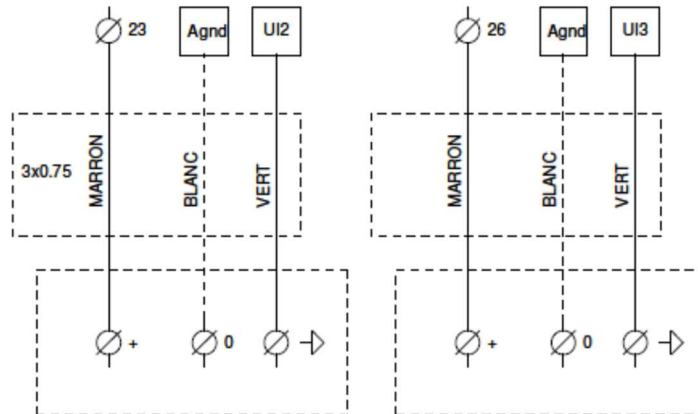 23 Agnd UI2 26 Agnd UI3
3x0.75 MARRON BLANC VERT MARRON BLANC VERT
+ 0 + 0